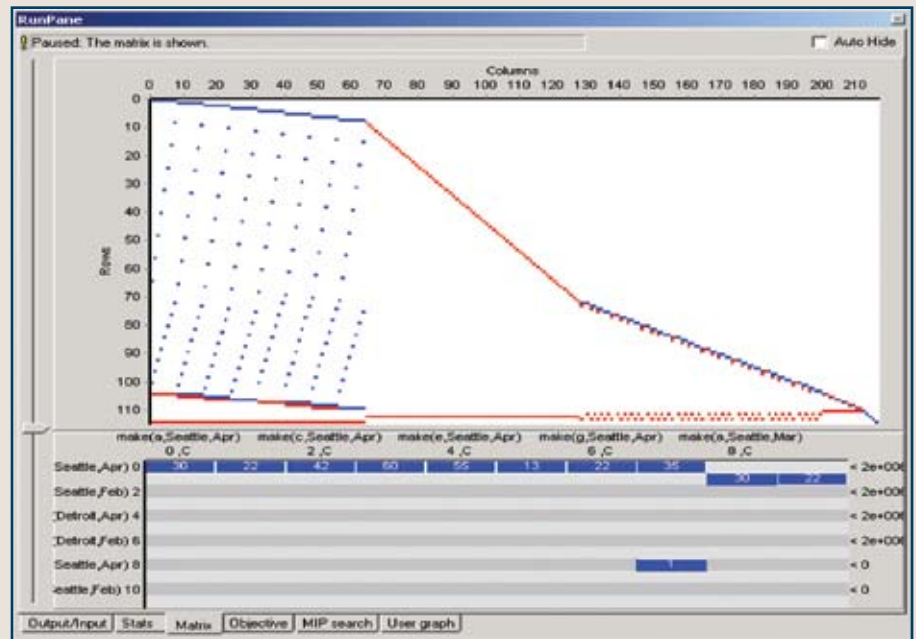 RunPane
Paused: The matrix is shown.
Auto Hide
Columns
0 10 20 30 40 50 60 70 80 90 100 110 120 130 140 150 160 170 180 190 200 210
Rows
0
10
20
30
40
50
60
70
80
90
100
110
make(a,Seattle,Apr) make(c,Seattle,Apr) make(e,Seattle,Apr) make(g,Seattle,Apr) make(a,Seattle,Mar)
0 ,C 2 ,C 4 ,C 6 ,C 8 ,C
Seattle,Apr) 0 30 22 42 60 55 13 22 35 < 2e+006
30 22
Seattle,Feb) 2 < 2e+006
Detroit,Apr) 4 < 2e+006
Detroit,Feb) 6 < 2e+006
Seattle,Apr) 8 1 < 0
eattle,Feb) 10 < 0
Output/Input Stats Matrix Objective MIP search User graph